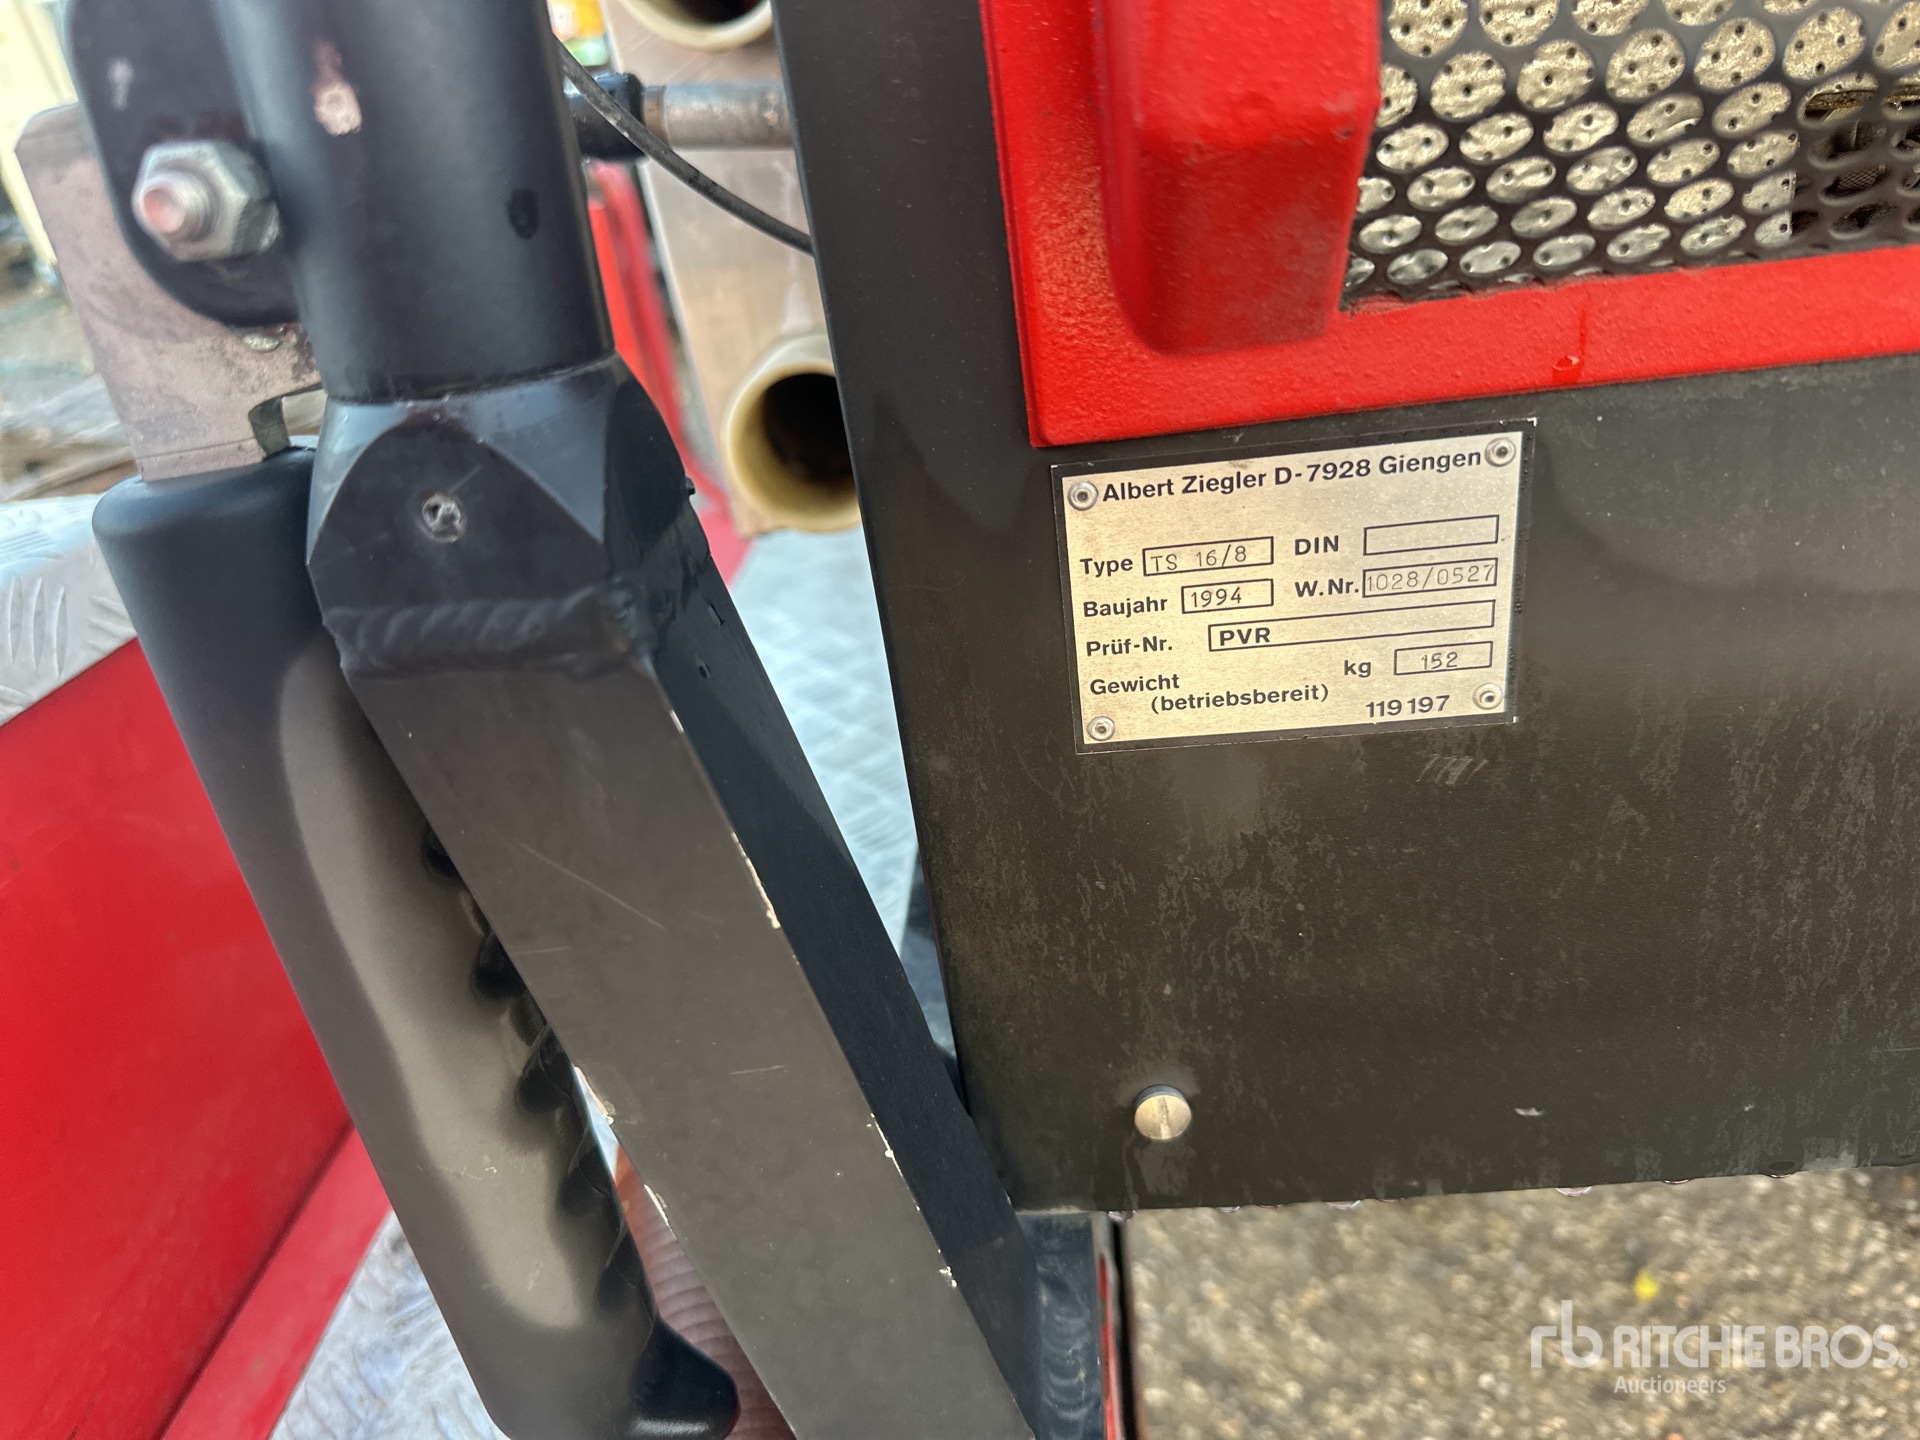 Albert Ziegler D-7928 Giengen
Type TS 16/8 DIN
Baujahr 1994 W.Nr. 1028/0527
Prüf-Nr. PVR
Gewicht kg 152
(betriebsbereit) 119197
rb RITCHIE BROS.
Auctioneers